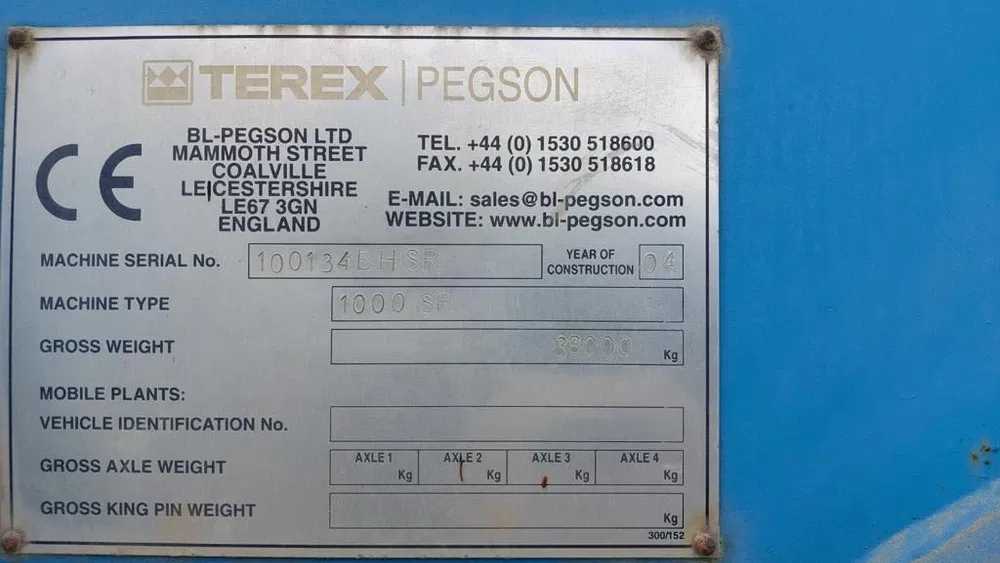 TEREX | PEGSON
CE
BL-PEGSON LTD
MAMMOTH STREET
COALVILLE
LEICESTERSHIRE
LE67 3GN
ENGLAND
TEL. +44 (0) 1530 518600
FAX. +44 (0) 1530 518618
E-MAIL: sales@bl-pegson.com
WEBSITE: www.bl-pegson.com
MACHINE SERIAL No. 100134EHSR YEAR OF CONSTRUCTION 04
MACHINE TYPE 1000 SR
GROSS WEIGHT 38000 Kg
MOBILE PLANTS:
VEHICLE IDENTIFICATION No.
GROSS AXLE WEIGHT AXLE 1 Kg AXLE 2 Kg AXLE 3 Kg AXLE 4 Kg
GROSS KING PIN WEIGHT Kg
300/152